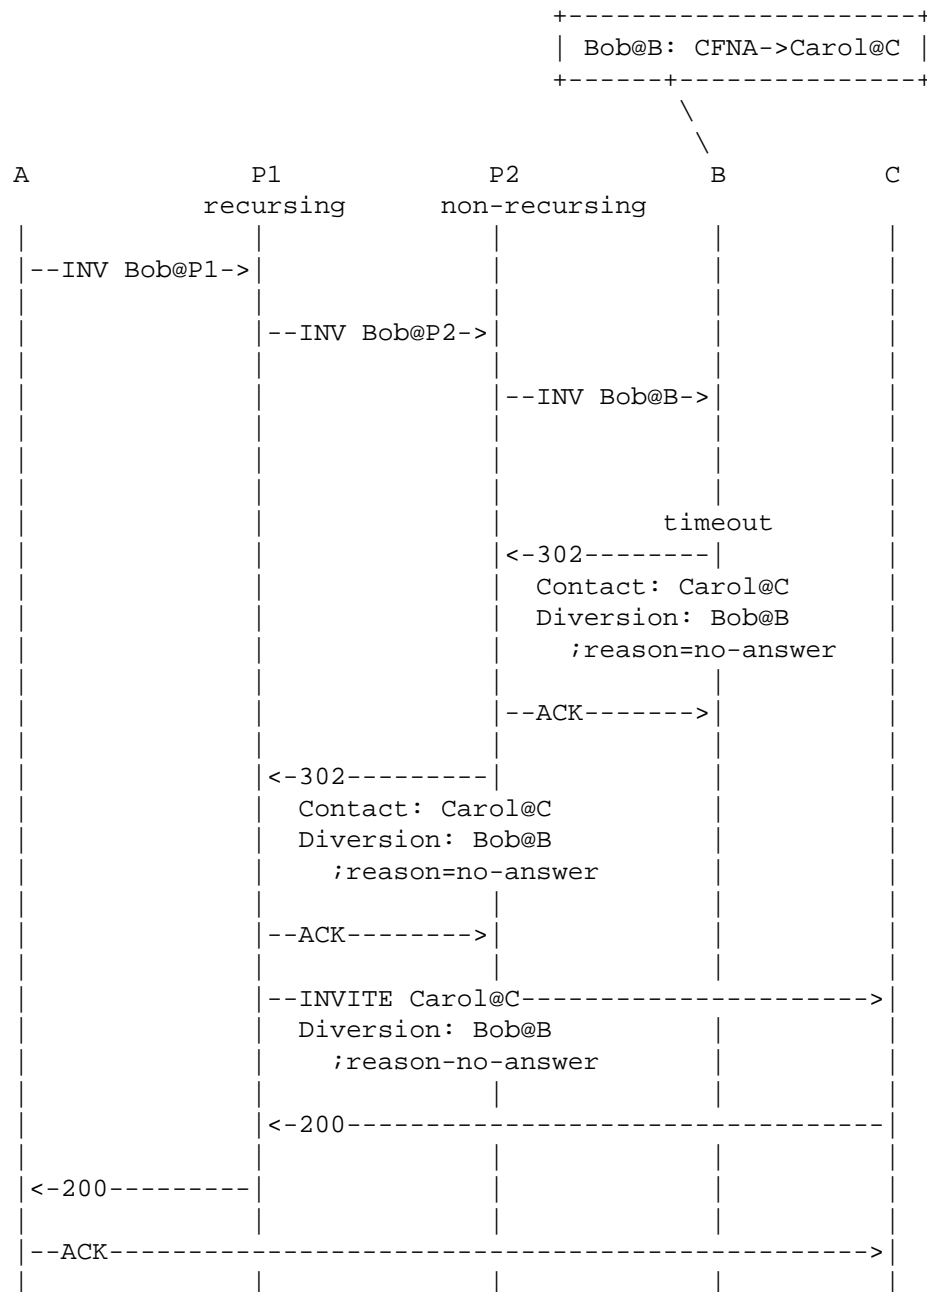 +-----------------------+
| Bob@B: CFNA->Carol@C |
+------+---------------+
\
\
A P1 P2 B C
recursing non-recursing
| | | | |
|--INV Bob@P1->| | | |
| | | | |
| |--INV Bob@P2->| | |
| | | | |
| | |--INV Bob@B->| |
| | | | |
| | | | |
| | | | |
| | | timeout |
| | |<-302--------| |
| | | Contact: Carol@C |
| | | Diversion: Bob@B |
| | | ;reason=no-answer |
| | | | |
| | |--ACK------->| |
| | | | |
| |<-302---------| | |
| | Contact: Carol@C | |
| | Diversion: Bob@B | |
| | ;reason=no-answer | |
| | | | |
| |--ACK-------->| | |
| | | | |
| |--INVITE Carol@C---------------------->|
| | Diversion: Bob@B | |
| | ;reason-no-answer | |
| | | | |
| |<-200----------------------------------|
| | | | |
|<-200---------| | | |
| | | | |
|--ACK------------------------------------------------>|
| | | | |